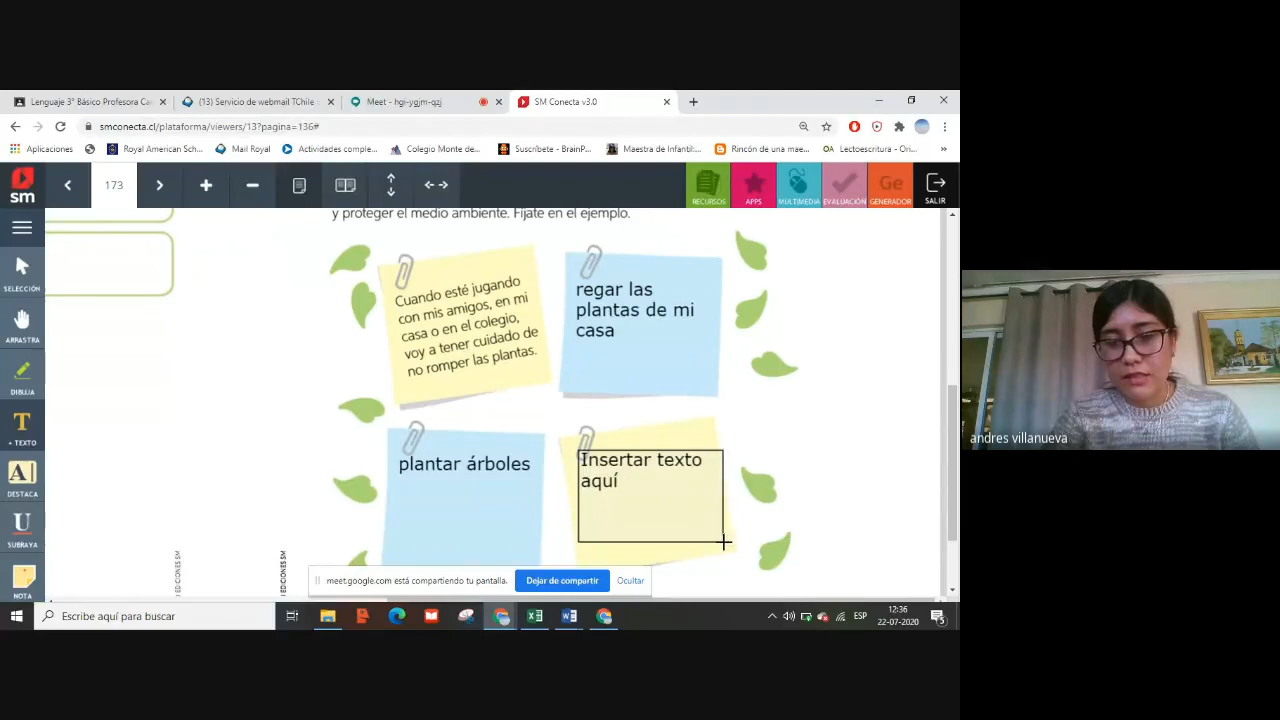 Lenguaje 3° Básico Profesora Ca
(13) Servicio de webmail TChile
Meet - hgi-ygjm-qzj
SM Conecta v3.0
smconecta.cl/plataforma/viewers/13?pagina=136#
Aplicaciones
Royal American Sch...
Mail Royal
Actividades compie...
Colegio Monte de...
Suscríbete - BrainP...
Maestra de Infantil:...
Rincón de una mae...
Lectoescritura - Ori...
sm
173
RECURSOS
APPS
MULTIMEDIA
EVALUACIÓN
Ge
GENERADOR
SALIR
SELECCIÓN
ARRASTRA
DIBUJA
T
+ TEXTO
A
DESTACA
U
SUBRAYA
NOTA
y proteger el medio ambiente. Fíjate en el ejemplo.
Cuando esté jugando
con mis amigos, en mi
casa o en el colegio,
voy a tener cuidado de
no romper las plantas.
regar las
plantas de mi
casa
plantar árboles
Insertar texto
aquí
EDICIONES SM
EDICIONES SM
meet.google.com está compartiendo tu pantalla.
Dejar de compartir
Ocultar
Escribe aquí para buscar
ESP
12:36
22-07-2020
5
andres villanueva